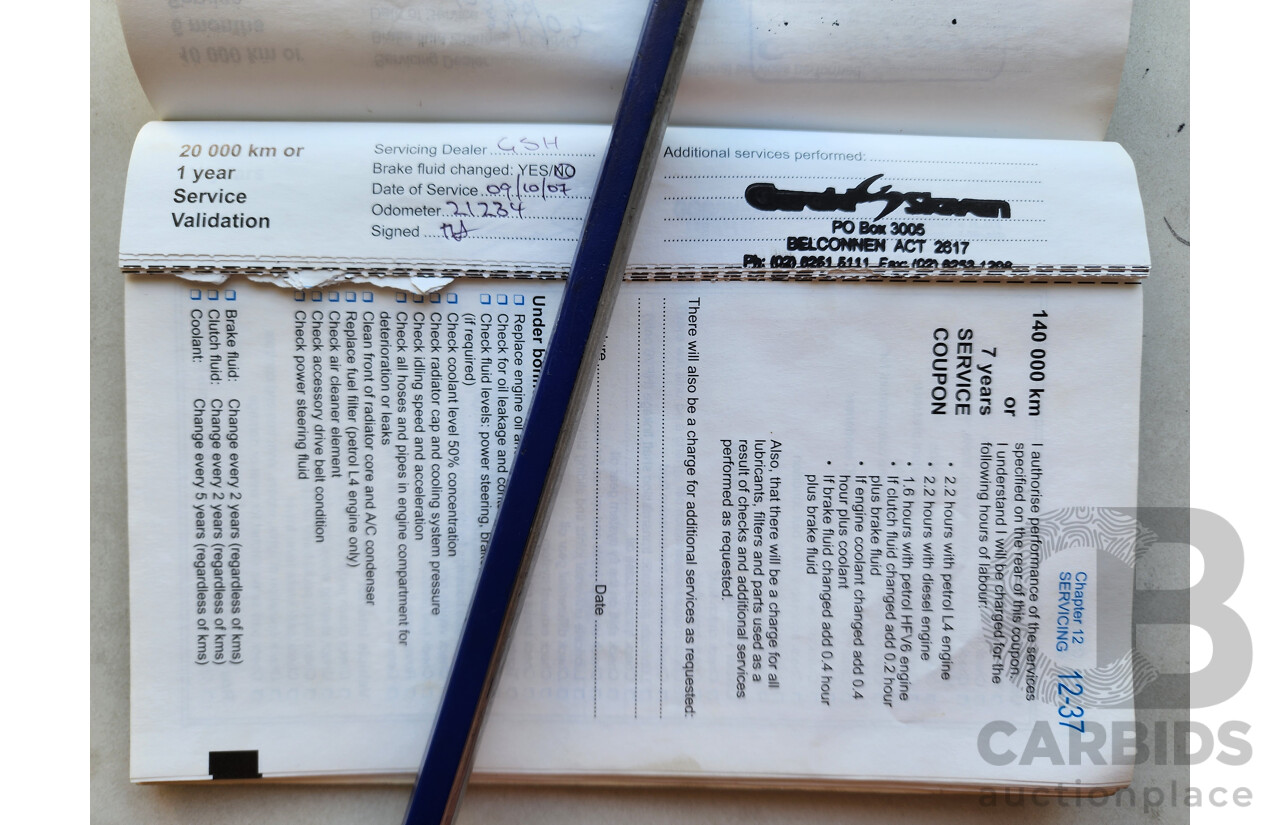 20 000 km or
1 year
Service
Validation
Servicing Dealer GSH
Brake fluid changed: YES/NO
Date of Service 09/10/07
Odometer 21234
Signed
Additional services performed:
PO Box 3005
BELCONNEN ACT 2617
Ph: (02) 6251 5111 Fax: (02) 6253 1298
Chapter 12
SERVICING 12-37
140 000 km
or
7 years
SERVICE
COUPON
I authorise performance of the services
specified on the rear of this coupon.
I understand I will be charged for the
following hours of labour:
• 2.2 hours with petrol L4 engine
• 2.2 hours with diesel engine
• 1.6 hours with petrol HFV6 engine
• If clutch fluid changed add 0.2 hour
plus brake fluid
• If engine coolant changed add 0.4
hour plus coolant
• If brake fluid changed add 0.4 hour
plus brake fluid
Also, that there will be a charge for all
lubricants, filters and parts used as a
result of checks and additional services
performed as requested.
There will also be a charge for additional services as requested:
Date
Under
Replace engine oil
Check for oil leakage and
Check fluid levels: power steering,
(if required)
Check coolant level 50% concentration
Check radiator cap and cooling system pressure
Check idling speed and acceleration
Check all hoses and pipes in engine compartment for
deterioration or leaks
Clean front of radiator core and A/C condenser
Replace fuel filter (petrol L4 engine only)
Check air cleaner element
Check accessory drive belt condition
Check power steering fluid
Brake fluid: Change every 2 years (regardless of kms)
Clutch fluid: Change every 2 years (regardless of kms)
Coolant: Change every 5 years (regardless of kms)
CARBIDS
auctionplace